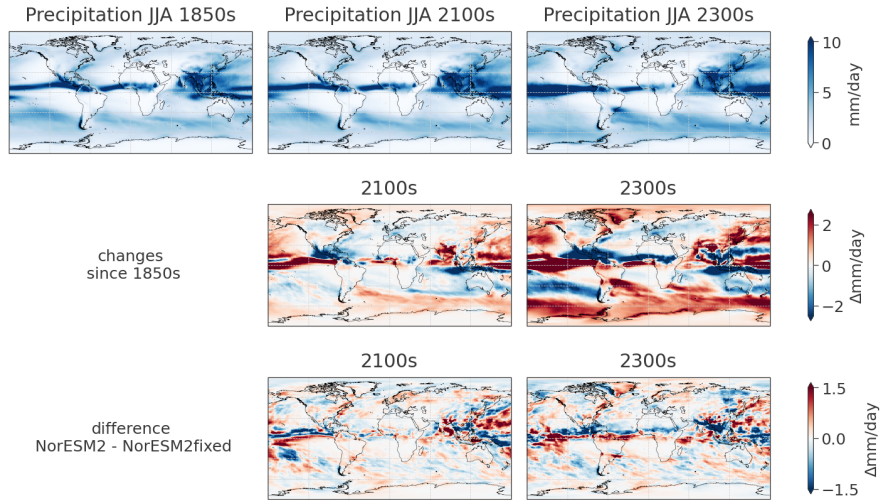 Precipitation JJA 1850s
Precipitation JJA 2100s
Precipitation JJA 2300s
10
5
0
mm/day
2100s
2300s
changes
since 1850s
2
0
−2
Δmm/day
2100s
2300s
difference
NorESM2 - NorESM2fixed
1.5
0.0
−1.5
Δmm/day